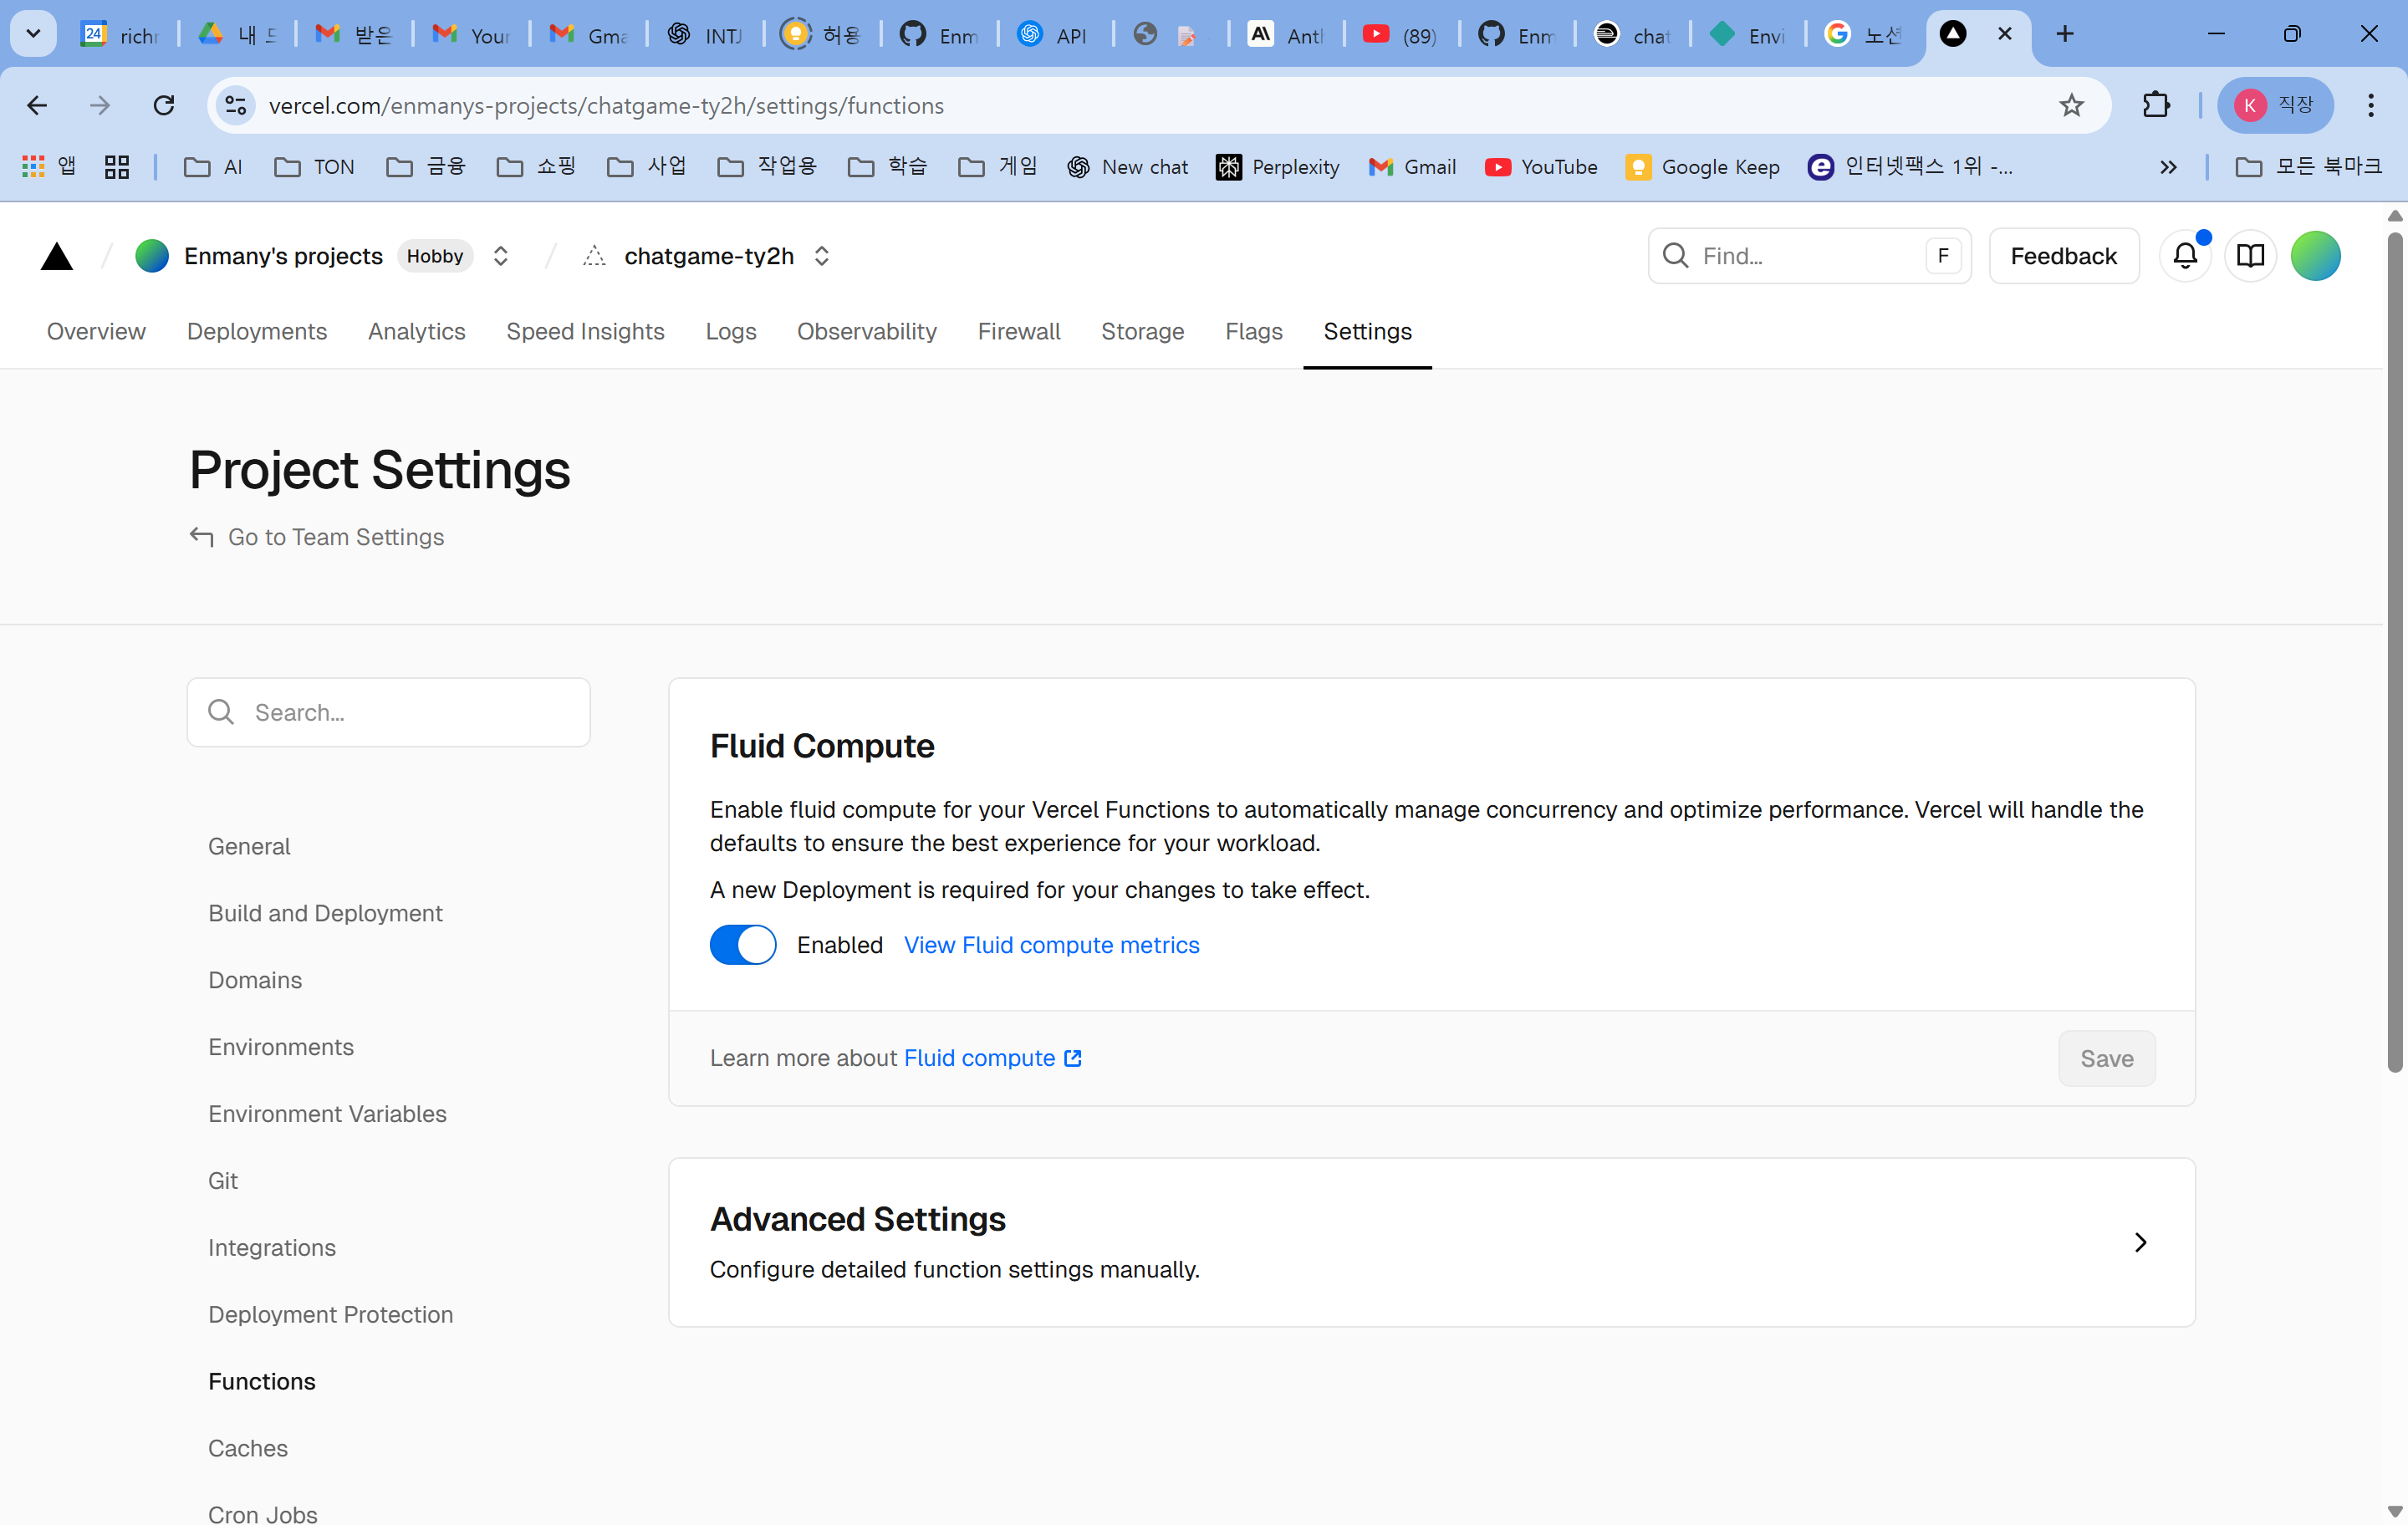 24 richr
내 드
받은
Your
Gma
INTJ
허용
Enm
API
Anth
(89)
Enm
chat
Envi
노션
vercel.com/enmanys-projects/chatgame-ty2h/settings/functions
K 직장
앱
AI
TON
금융
쇼핑
사업
작업용
학습
게임
New chat
Perplexity
Gmail
YouTube
Google Keep
인터넷팩스 1위 -...
모든 북마크
Enmany's projects Hobby / chatgame-ty2h
Find... F
Feedback
Overview
Deployments
Analytics
Speed Insights
Logs
Observability
Firewall
Storage
Flags
Settings
Project Settings
Go to Team Settings
Search...
General
Build and Deployment
Domains
Environments
Environment Variables
Git
Integrations
Deployment Protection
Functions
Caches
Cron Jobs
Fluid Compute
Enable fluid compute for your Vercel Functions to automatically manage concurrency and optimize performance. Vercel will handle the
defaults to ensure the best experience for your workload.
A new Deployment is required for your changes to take effect.
Enabled View Fluid compute metrics
Learn more about Fluid compute
Save
Advanced Settings
Configure detailed function settings manually.